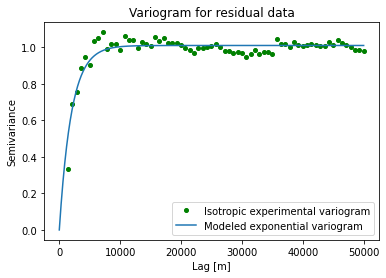 Variogram for residual data
Semivariance
1.0
0.8
0.6
0.4
0.2
0.0
Isotropic experimental variogram
Modeled exponential variogram
0 10000 20000 30000 40000 50000
Lag [m]